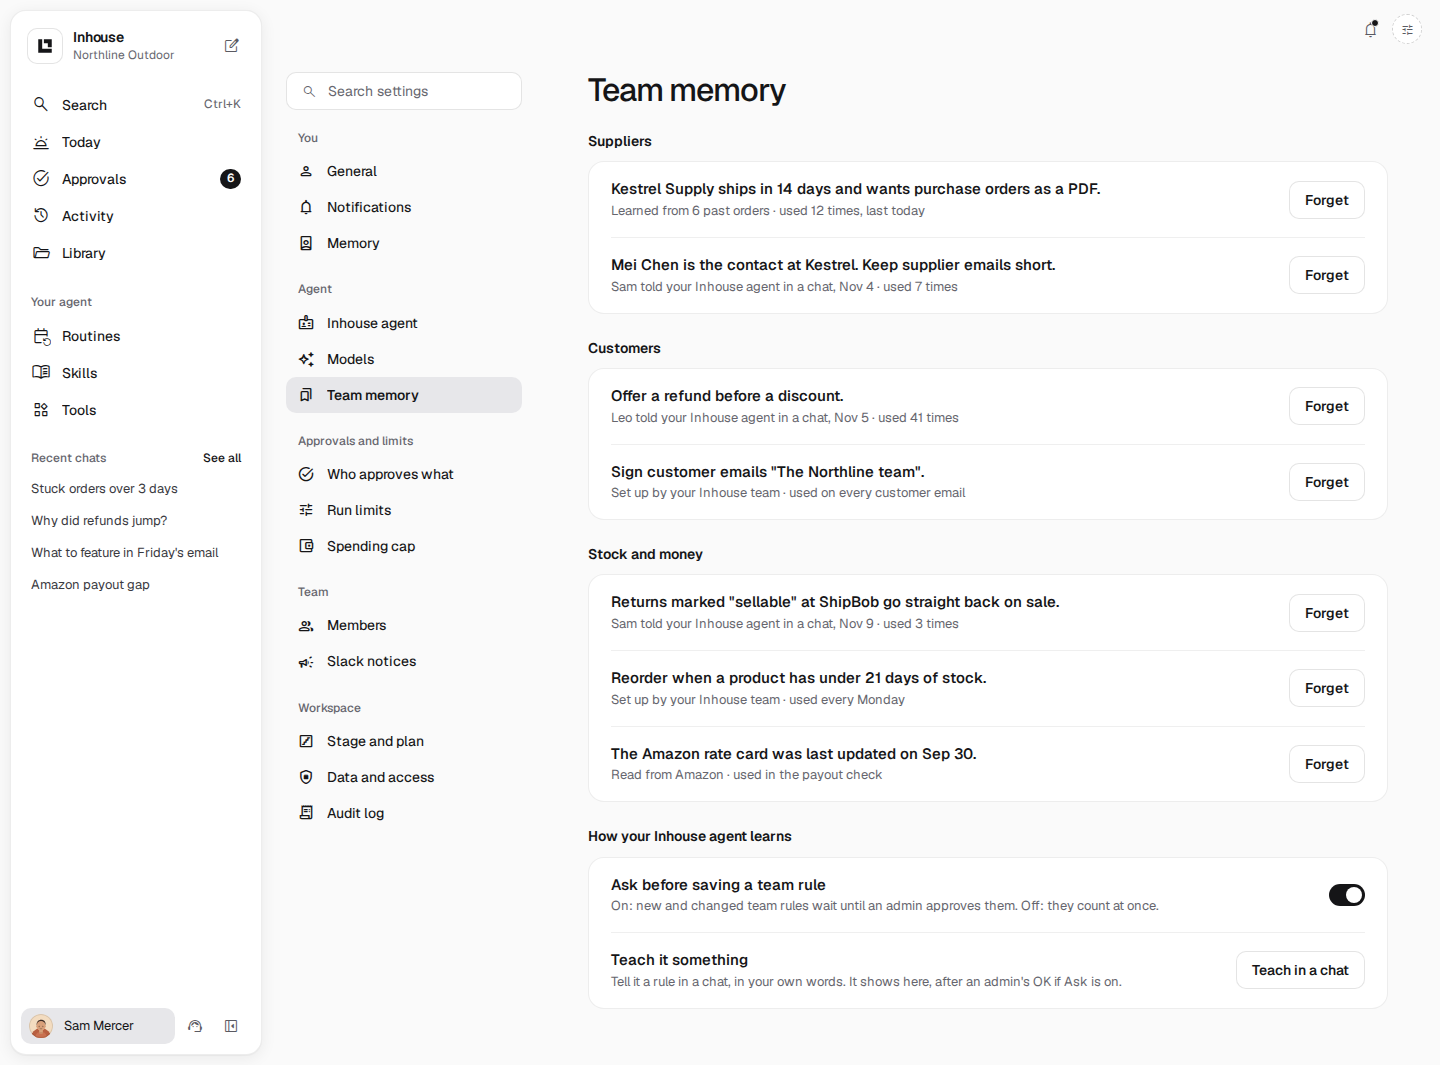 Inhouse
Northline Outdoor
Search
Ctrl+K
Today
Approvals
6
Activity
Library
Your agent
Routines
Skills
Tools
Recent chats
See all
Stuck orders over 3 days
Why did refunds jump?
What to feature in Friday's email
Amazon payout gap
Sam Mercer
Search settings
You
General
Notifications
Memory
Agent
Inhouse agent
Models
Team memory
Approvals and limits
Who approves what
Run limits
Spending cap
Team
Members
Slack notices
Workspace
Stage and plan
Data and access
Audit log
Team memory
Suppliers
Kestrel Supply ships in 14 days and wants purchase orders as a PDF.
Learned from 6 past orders · used 12 times, last today
Forget
Mei Chen is the contact at Kestrel. Keep supplier emails short.
Sam told your Inhouse agent in a chat, Nov 4 · used 7 times
Forget
Customers
Offer a refund before a discount.
Leo told your Inhouse agent in a chat, Nov 5 · used 41 times
Forget
Sign customer emails "The Northline team".
Set up by your Inhouse team · used on every customer email
Forget
Stock and money
Returns marked "sellable" at ShipBob go straight back on sale.
Sam told your Inhouse agent in a chat, Nov 9 · used 3 times
Forget
Reorder when a product has under 21 days of stock.
Set up by your Inhouse team · used every Monday
Forget
The Amazon rate card was last updated on Sep 30.
Read from Amazon · used in the payout check
Forget
How your Inhouse agent learns
Ask before saving a team rule
On: new and changed team rules wait until an admin approves them. Off: they count at once.
Teach it something
Tell it a rule in a chat, in your own words. It shows here, after an admin's OK if Ask is on.
Teach in a chat